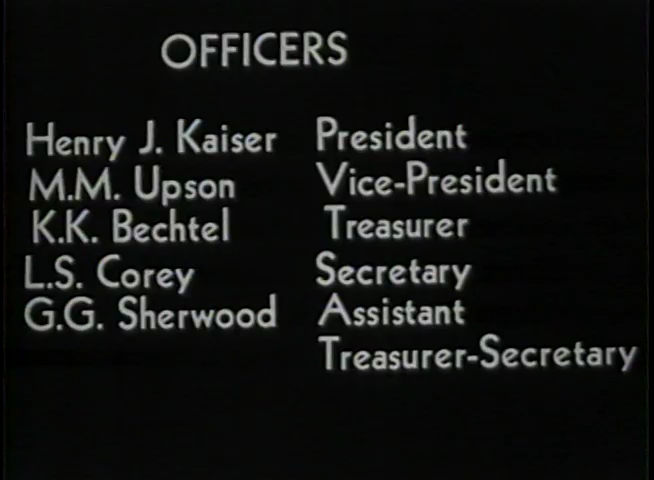 OFFICERS
Henry J. Kaiser President
M.M. Upson Vice-President
K.K. Bechtel Treasurer
L.S. Corey Secretary
G.G. Sherwood Assistant
Treasurer-Secretary